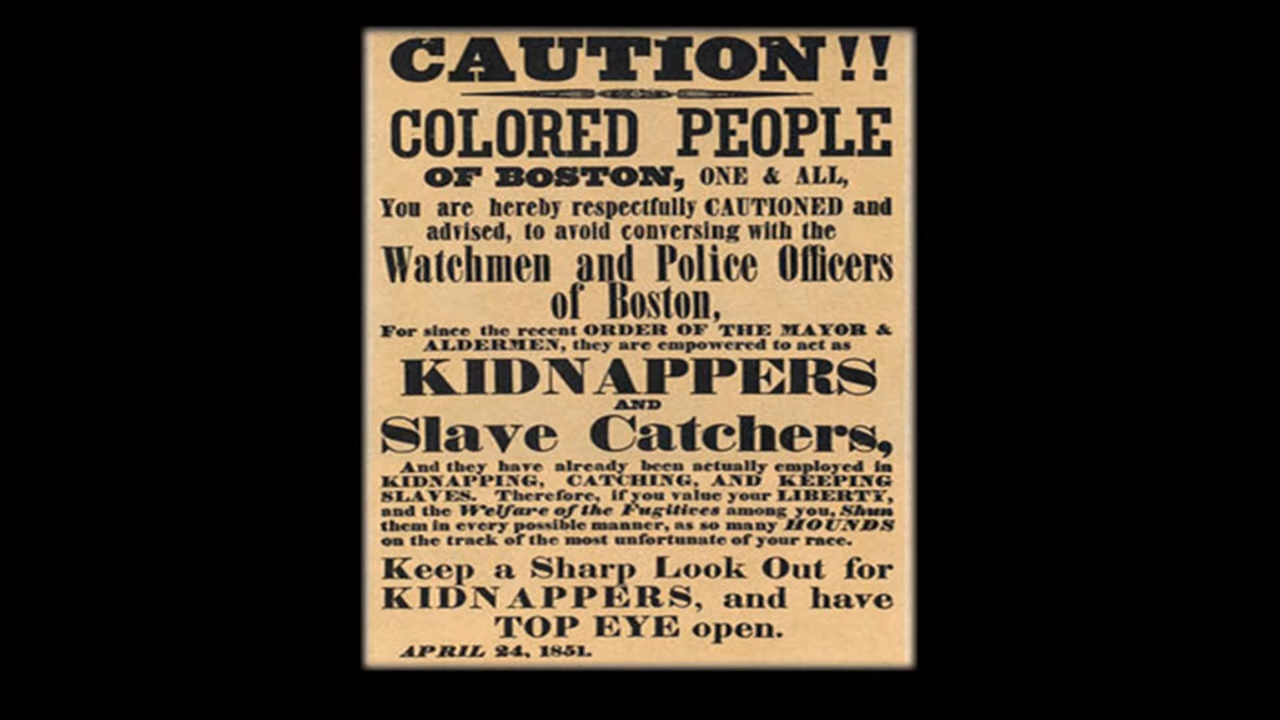 CAUTION!!
COLORED PEOPLE
OF BOSTON, ONE & ALL,
You are hereby respectfully CAUTIONED and
advised, to avoid conversing with the
Watchmen and Police Officers
of Boston,
For since the recent ORDER OF THE MAYOR &
ALDERMEN, they are empowered to act as
KIDNAPPERS
AND
Slave Catchers,
And they have already been actually employed in
KIDNAPPING, CATCHING, AND KEEPING
SLAVES. Therefore, if you value your LIBERTY,
and the Welfare of the Fugitives among you, Shun
them in every possible manner, as so many HOUNDS
on the track of the most unfortunate of your race.
Keep a Sharp Look Out for
KIDNAPPERS, and have
TOP EYE open.
APRIL 24, 1851.